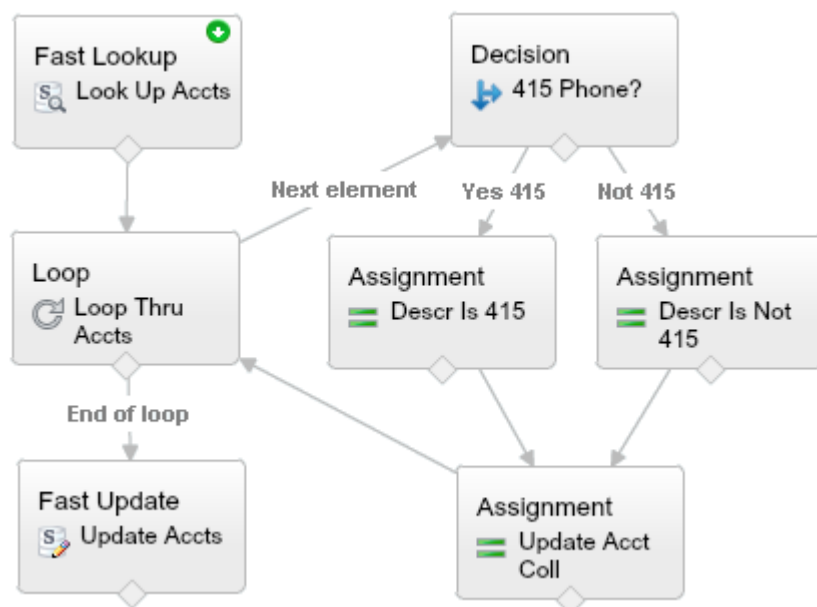 Fast Lookup
Look Up Accts
Decision
415 Phone?
Next element
Yes 415
Not 415
Loop
Loop Thru
Accts
Assignment
Descr Is 415
Assignment
Descr Is Not
415
End of loop
Fast Update
Update Accts
Assignment
Update Acct
Coll